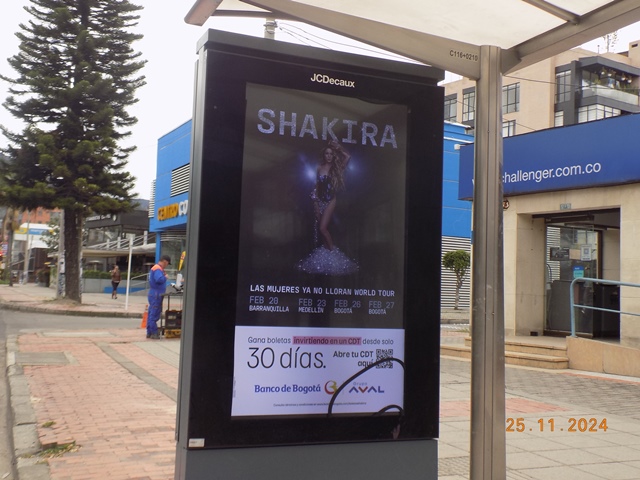 C116+0210
JCDecaux
SHAKIRA
LAS MUJERES YA NO LLORAN WORLD TOUR
FEB 20 FEB 23 FEB 26 FEB 27
BARRANQUILLA MEDELLÍN BOGOTÁ BOGOTÁ
Gana boletas invirtiendo en un CDT desde solo
30 días.
Abre tu CDT
aquí
Banco de Bogotá
AVAL
challenger.com.co
25.11.2024